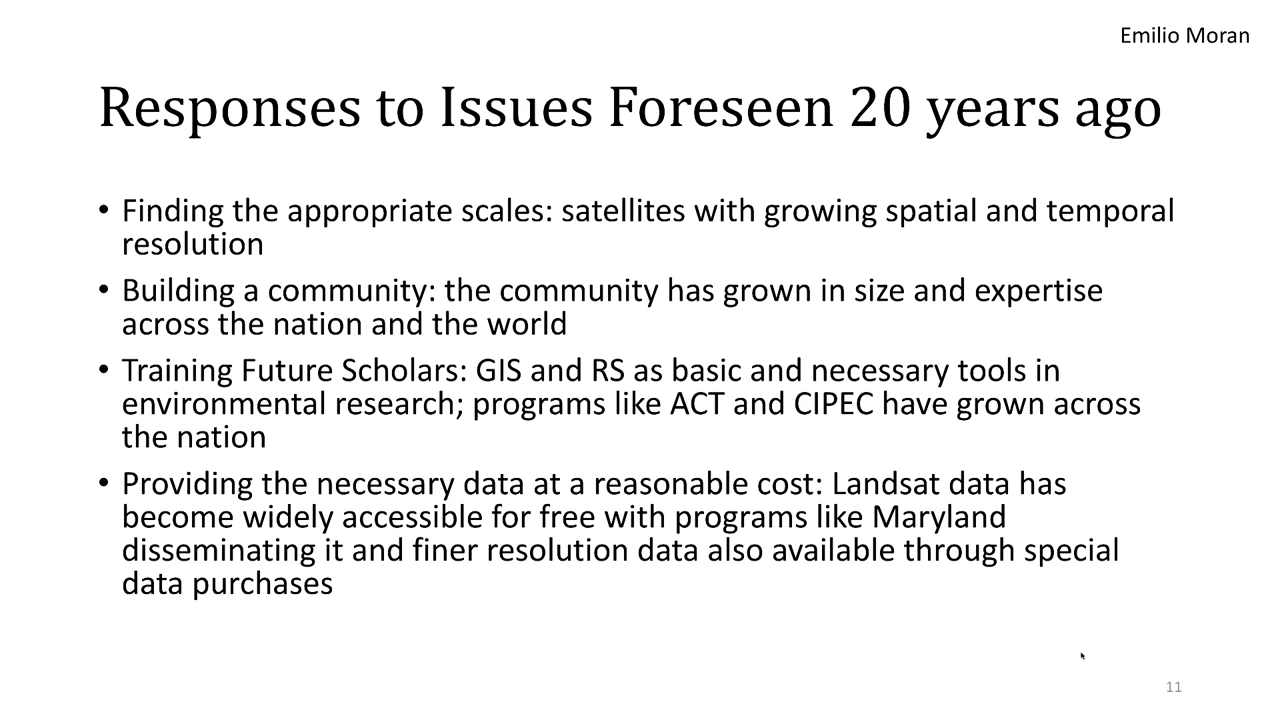 Emilio Moran
Responses to Issues Foreseen 20 years ago
• Finding the appropriate scales: satellites with growing spatial and temporal
resolution
• Building a community: the community has grown in size and expertise
across the nation and the world
• Training Future Scholars: GIS and RS as basic and necessary tools in
environmental research; programs like ACT and CIPEC have grown across
the nation
• Providing the necessary data at a reasonable cost: Landsat data has
become widely accessible for free with programs like Maryland
disseminating it and finer resolution data also available through special
data purchases
11